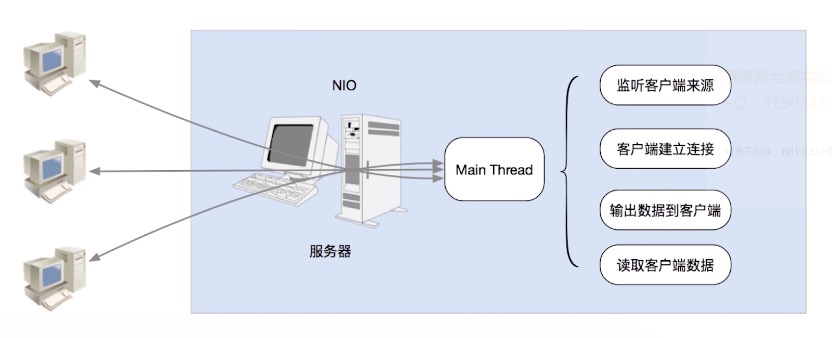 NIO
服务器
Main Thread
监听客户端来源
客户端建立连接
输出数据到客户端
读取客户端数据